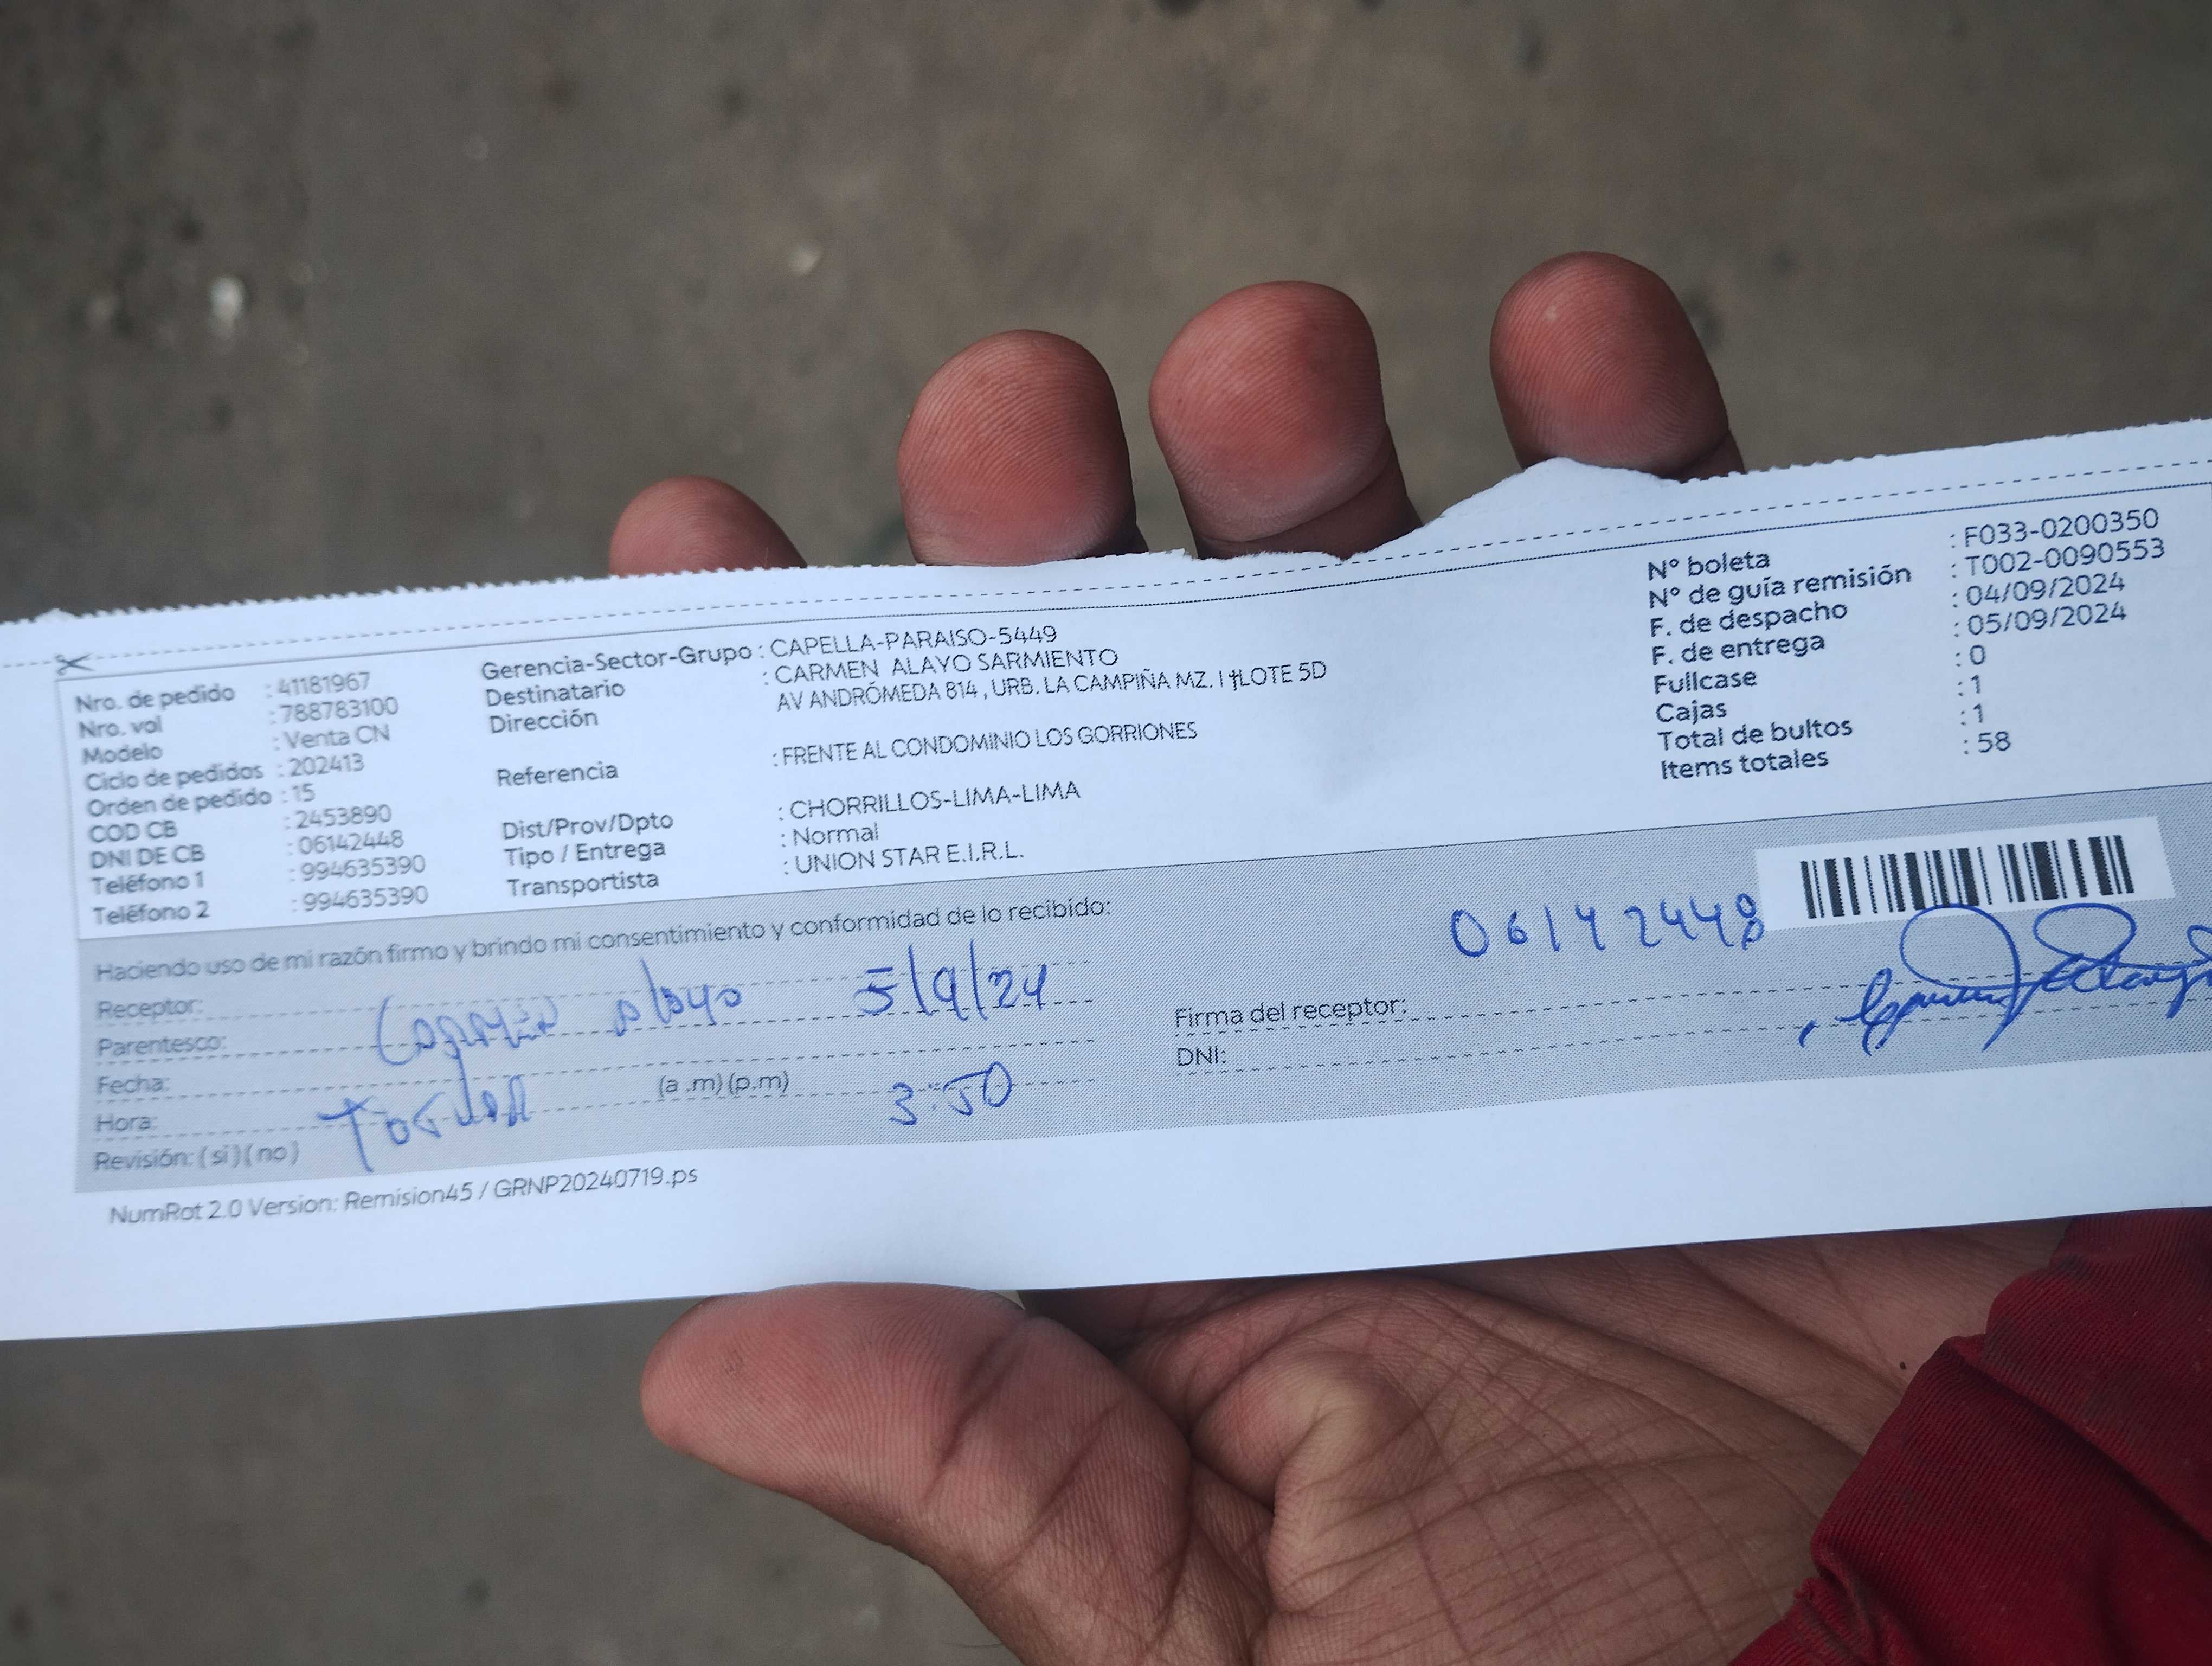 Nro. de pedido : 41181967
Nro. vol : 788783100
Modelo : Venta CN
Ciclo de pedidos : 202413
Orden de pedido : 15
COD CB : 2453890
DNI DE CB : 06142448
Teléfono 1 : 994635390
Teléfono 2 : 994635390
Gerencia-Sector-Grupo : CAPELLA-PARAISO-5449
Destinatario : CARMEN ALAYO SARMIENTO
Dirección AV ANDRÓMEDA 814 , URB. LA CAMPIÑA MZ. I LOTE 5D
Referencia : FRENTE AL CONDOMINIO LOS GORRIONES
Dist/Prov/Dpto : CHORRILLOS-LIMA-LIMA
Tipo / Entrega : Normal
Transportista : UNION STAR E.I.R.L.
N° boleta : F033-0200350
N° de guía remisión : T002-0090553
F. de despacho : 04/09/2024
F. de entrega : 05/09/2024
Fullcase : 0
Cajas : 1
Total de bultos : 1
Items totales : 58
Haciendo uso de mi razón firmo y brindo mi consentimiento y conformidad de lo recibido:
Receptor:
Parentesco: Carmen Alayo 5/9/24
Fecha:
Hora: (a .m) (p.m) 3:50
Revisión: ( si ) ( no )
06142448
Firma del receptor:
DNI:
NumRot 2.0 Version: Remision45 / GRNP20240719.ps